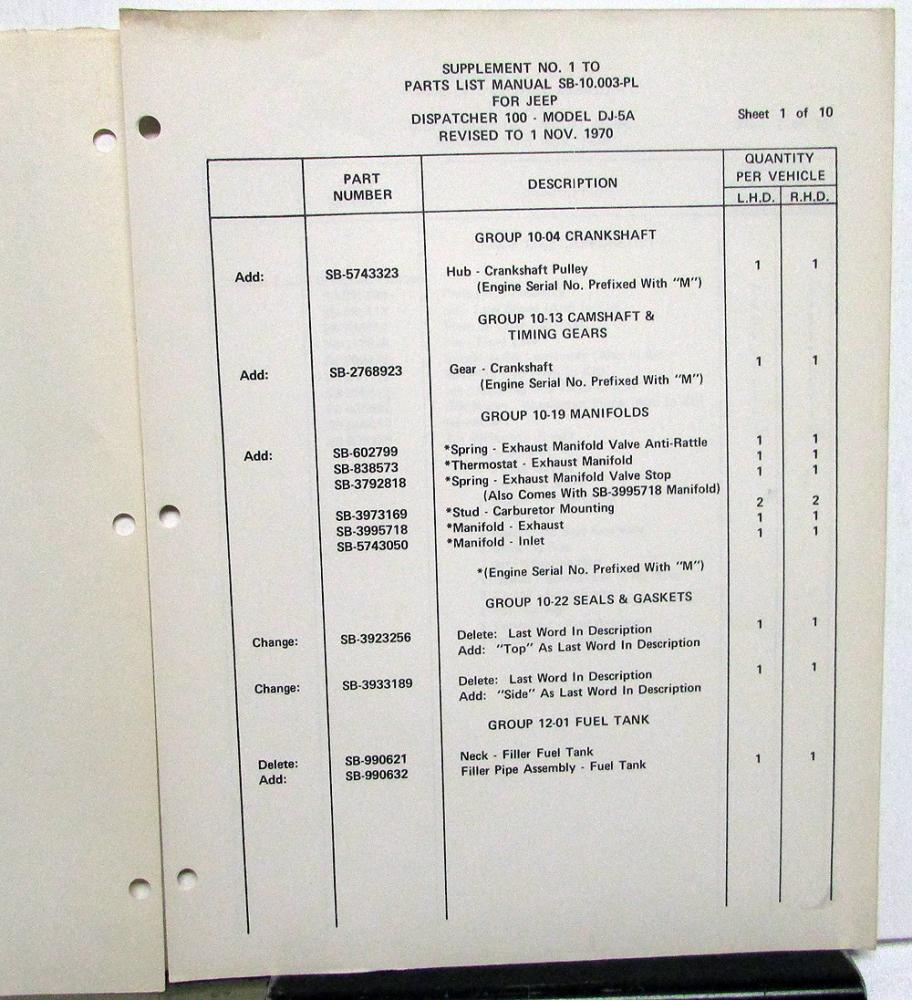 SUPPLEMENT NO. 1 TO
PARTS LIST MANUAL SB-10.003-PL
FOR JEEP
DISPATCHER 100 - MODEL DJ-5A
REVISED TO 1 NOV. 1970
Sheet 1 of 10
PART NUMBER DESCRIPTION QUANTITY PER VEHICLE
L.H.D. R.H.D.
GROUP 10-04 CRANKSHAFT
Add: SB-5743323 Hub - Crankshaft Pulley 1 1
(Engine Serial No. Prefixed With "M")
GROUP 10-13 CAMSHAFT &
TIMING GEARS
Add: SB-2768923 Gear - Crankshaft 1 1
(Engine Serial No. Prefixed With "M")
GROUP 10-19 MANIFOLDS
Add: SB-602799 *Spring - Exhaust Manifold Valve Anti-Rattle 1 1
SB-838573 *Thermostat - Exhaust Manifold 1 1
SB-3792818 *Spring - Exhaust Manifold Valve Stop 1 1
(Also Comes With SB-3995718 Manifold)
SB-3973169 *Stud - Carburetor Mounting 2 2
SB-3995718 *Manifold - Exhaust 1 1
SB-5743050 *Manifold - Inlet 1 1
*(Engine Serial No. Prefixed With "M")
GROUP 10-22 SEALS & GASKETS
Change: SB-3923256 Delete: Last Word In Description 1 1
Add: "Top" As Last Word In Description
Change: SB-3933189 Delete: Last Word In Description 1 1
Add: "Side" As Last Word In Description
GROUP 12-01 FUEL TANK
Delete: SB-990621 Neck - Filler Fuel Tank
Add: SB-990632 Filler Pipe Assembly - Fuel Tank 1 1